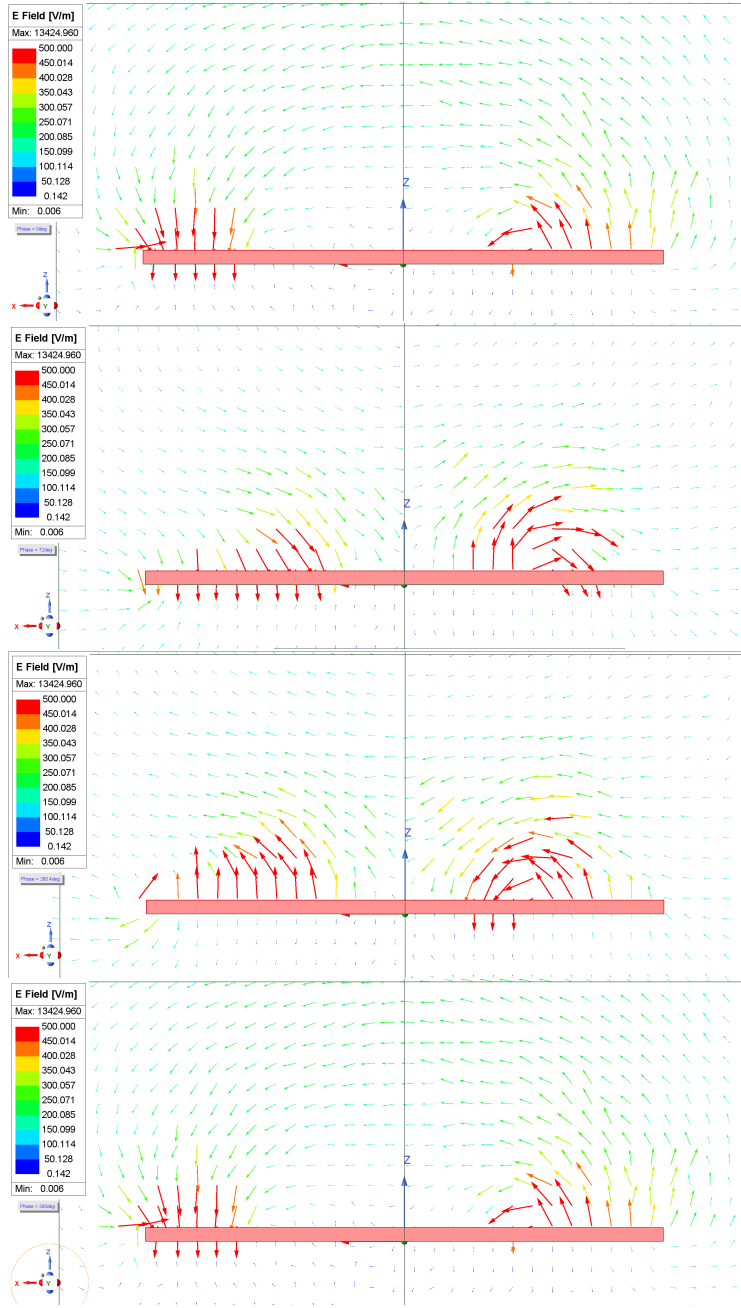 E Field [V/m]
Max: 13424.960
500.000
450.014
400.028
350.043
300.057
250.071
200.085
150.099
100.114
50.128
0.142
Min: 0.006
Phase = 0deg
Z
Z
X
Y
E Field [V/m]
Max: 13424.960
500.000
450.014
400.028
350.043
300.057
250.071
200.085
150.099
100.114
50.128
0.142
Min: 0.006
Phase = 72deg
Z
Z
X
Y
E Field [V/m]
Max: 13424.960
500.000
450.014
400.028
350.043
300.057
250.071
200.085
150.099
100.114
50.128
0.142
Min: 0.006
Z
Z
X
Y
E Field [V/m]
Max: 13424.960
500.000
450.014
400.028
350.043
300.057
250.071
200.085
150.099
100.114
50.128
0.142
Min: 0.006
Phase = 360deg
Z
Z
X
Y